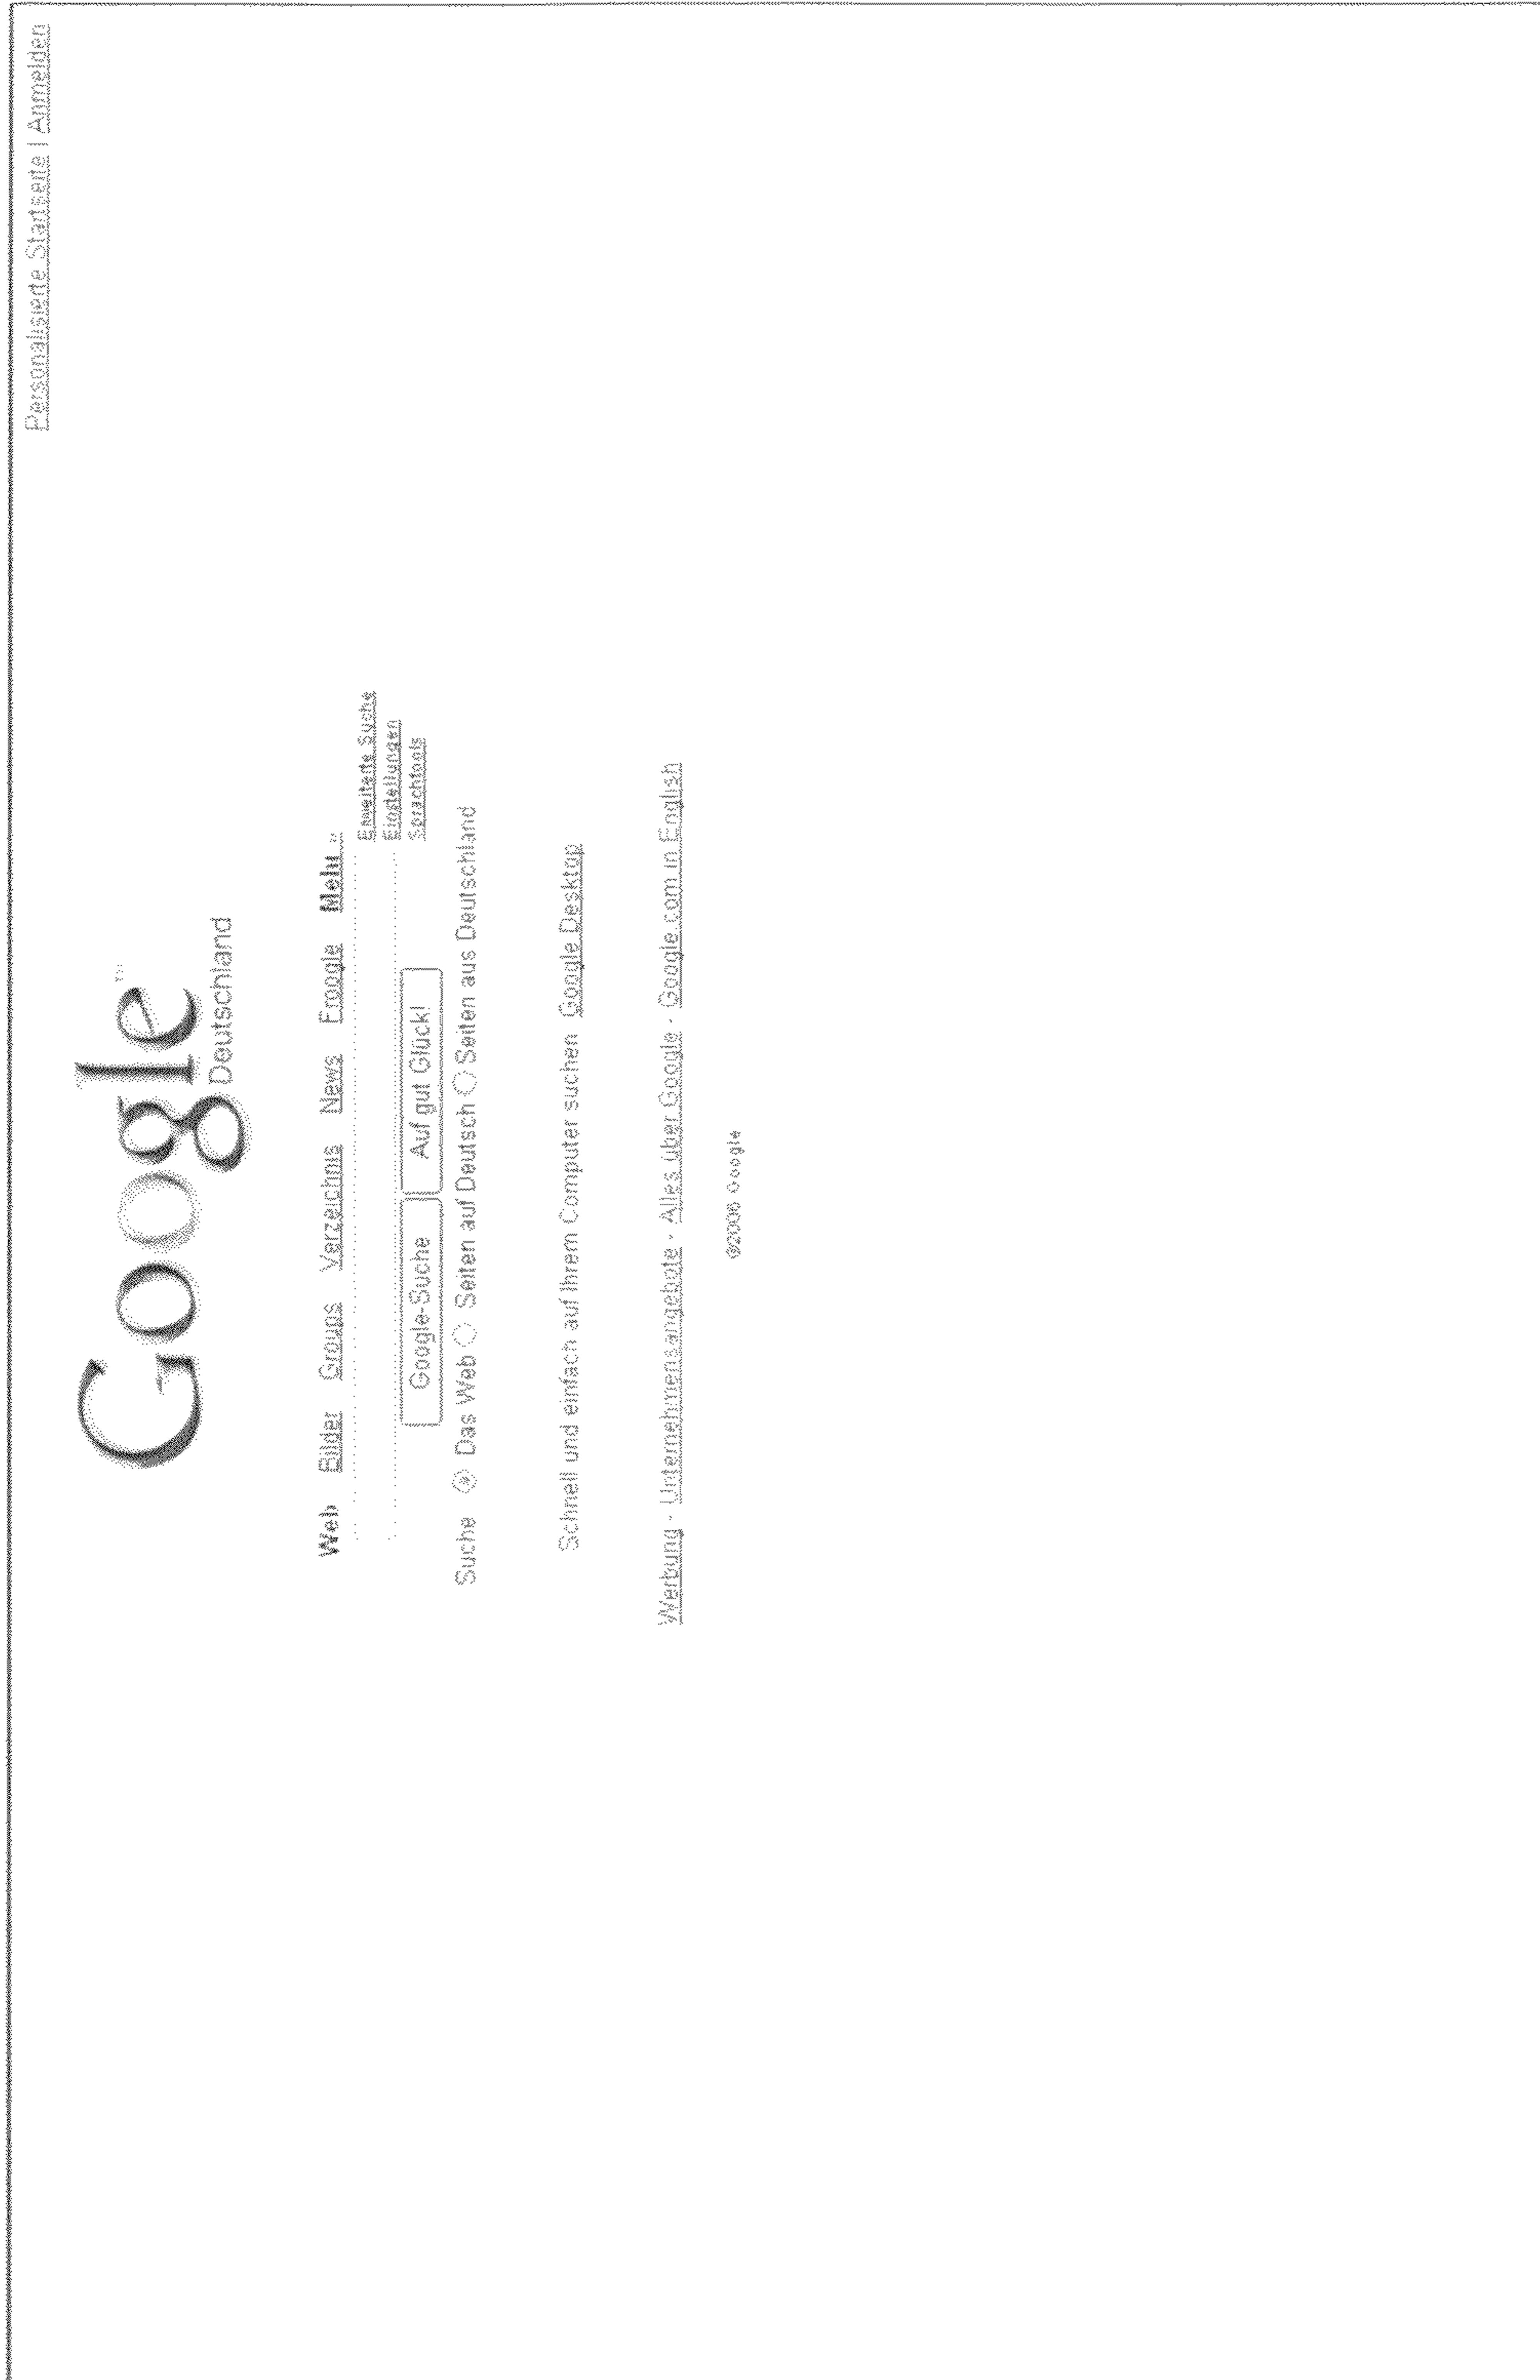 Personalisierte Startseite | Anmelden
Google™
Deutschland
Web Bilder Groups Verzeichnis News Froogle Mehr »
Erweiterte Suche
Einstellungen
Sprachtools
Google-Suche Auf gut Glück!
Suche: Das Web Seiten auf Deutsch Seiten aus Deutschland
Schnell und einfach auf Ihrem Computer suchen Google Desktop
Werbung - Unternehmensangebote - Alles über Google - Google.com in English
©2006 Google